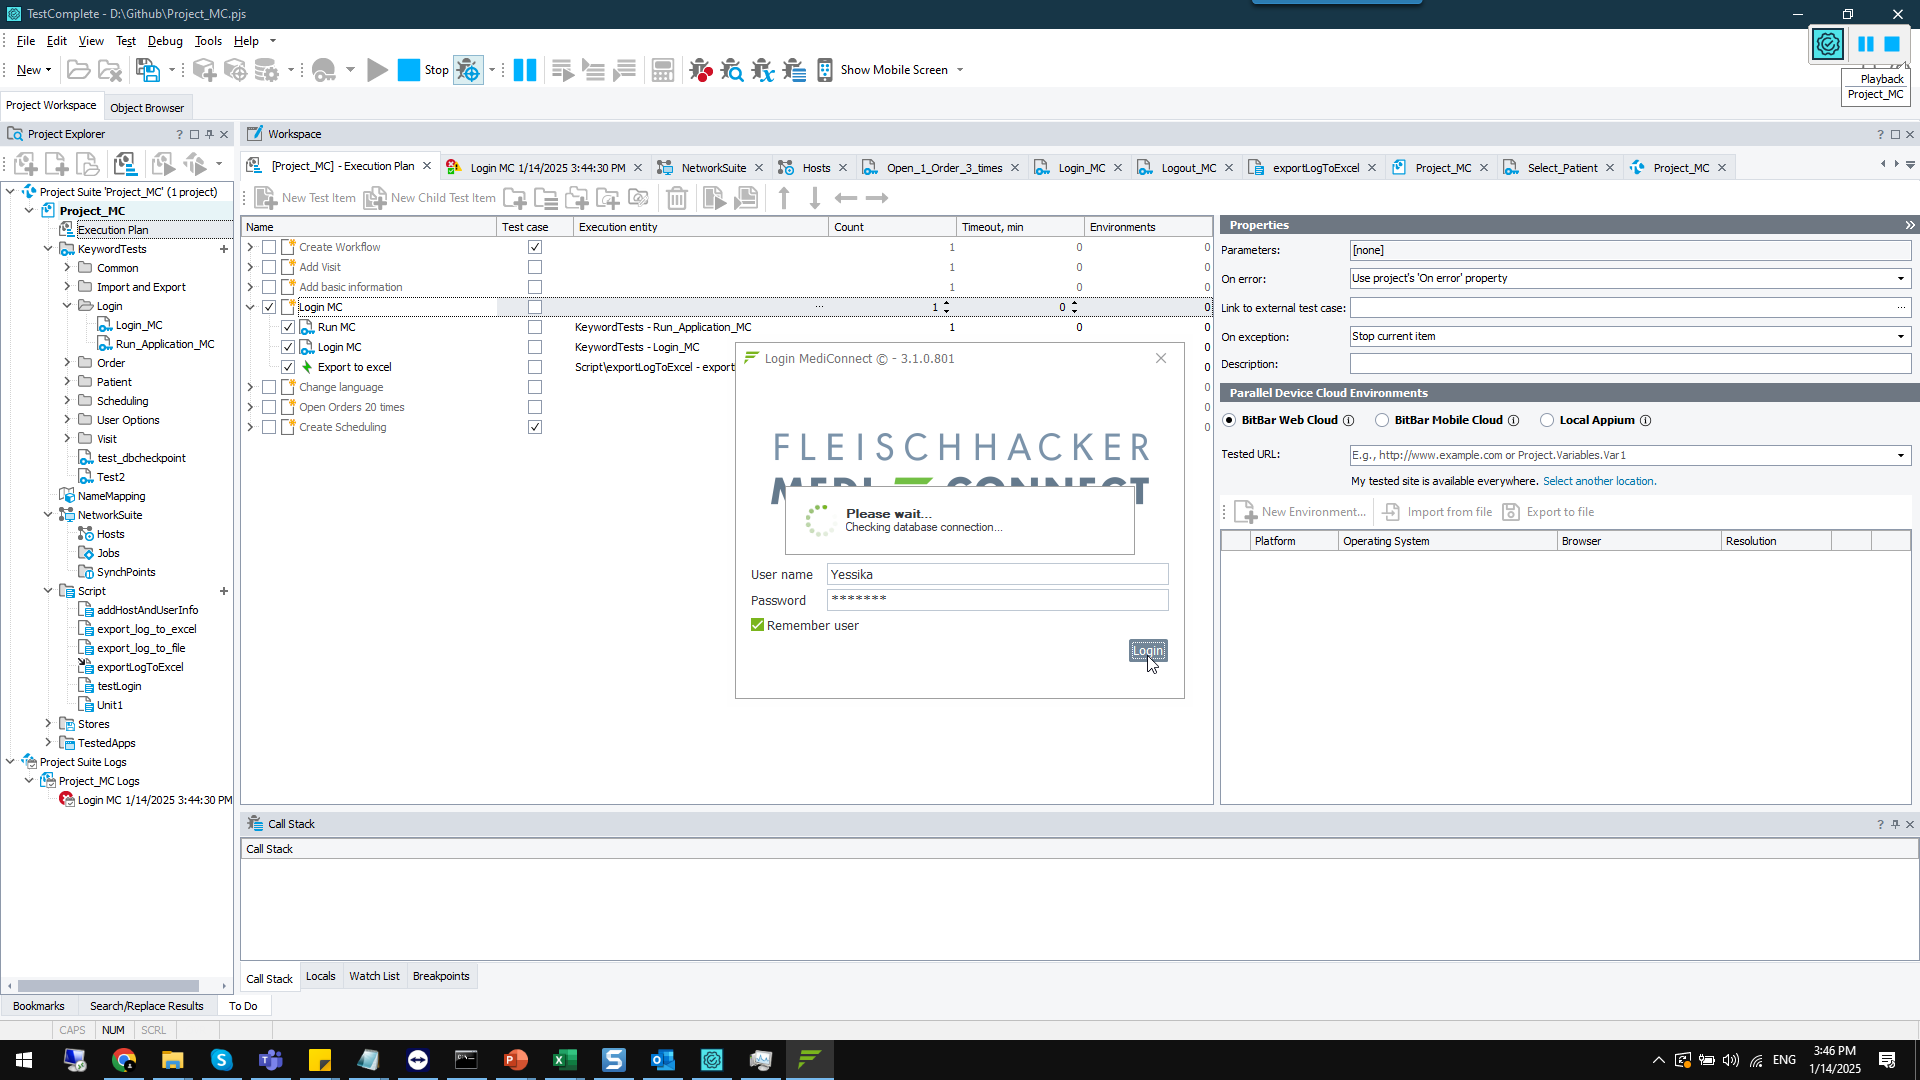 TestComplete - D:\Github\Project_MC.pjs
File Edit View Test Debug Tools Help
New Stop Show Mobile Screen
Playback
Project_MC
Project Workspace Object Browser
Project Explorer
Workspace
[Project_MC] - Execution Plan Login MC 1/14/2025 3:44:30 PM NetworkSuite Hosts Open_1_Order_3_times Login_MC Logout_MC exportLogToExcel Project_MC Select_Patient Project_MC
New Test Item New Child Test Item
Project Suite 'Project_MC' (1 project)
Project_MC
Execution Plan
KeywordTests
Common
Import and Export
Login
Login_MC
Run_Application_MC
Order
Patient
Scheduling
User Options
Visit
test_dbcheckpoint
Test2
NameMapping
NetworkSuite
Hosts
Jobs
SynchPoints
Script
addHostAndUserInfo
export_log_to_excel
export_log_to_file
exportLogToExcel
testLogin
Unit1
Stores
TestedApps
Project Suite Logs
Project_MC Logs
Login MC 1/14/2025 3:44:30 PM
Name Test case Execution entity Count Timeout, min Environments
Create Workflow 1 0 0
Add Visit 1 0 0
Add basic information 1 0 0
Login MC ... 1 0 0
Run MC KeywordTests - Run_Application_MC 1 0 0
Login MC KeywordTests - Login_MC 0
Export to excel Script\exportLogToExcel - export 0
Change language 0
Open Orders 20 times 0
Create Scheduling 0
Login MediConnect © - 3.1.0.801
FLEISCHHACKER
MEDI CONNECT
Please wait...
Checking database connection...
User name Yessika
Password *******
Remember user
Login
Properties
Parameters: [none]
On error: Use project's 'On error' property
Link to external test case: ...
On exception: Stop current item
Description:
Parallel Device Cloud Environments
BitBar Web Cloud BitBar Mobile Cloud Local Appium
Tested URL: E.g., http://www.example.com or Project.Variables.Var1
My tested site is available everywhere. Select another location.
New Environment... Import from file Export to file
Platform Operating System Browser Resolution
Call Stack
Call Stack
Call Stack Locals Watch List Breakpoints
Bookmarks Search/Replace Results To Do
CAPS NUM SCRL
ENG
3:46 PM
1/14/2025